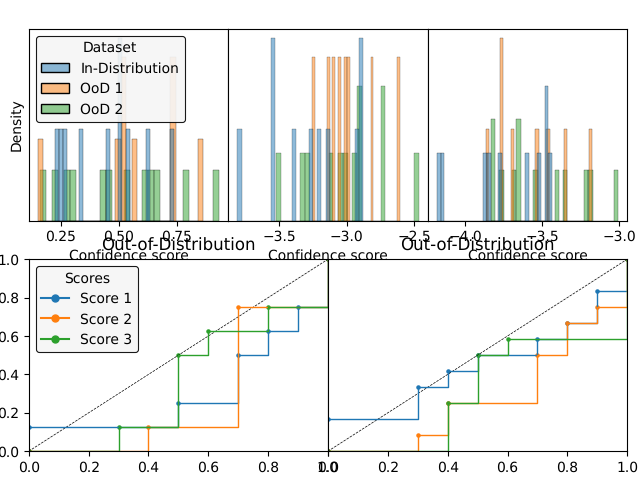 Density
Dataset
In-Distribution
OoD 1
OoD 2
0.25 0.50 0.75
−3.5 −3.0 −2.5
−4.0 −3.5 −3.0
Confidence score Confidence score Confidence score
Out-of-Distribution Out-of-Distribution
Scores
Score 1
Score 2
Score 3
1.0
0.8
0.6
0.4
0.2
0.0
0.0 0.2 0.4 0.6 0.8 1.0
0.0 0.2 0.4 0.6 0.8 1.0